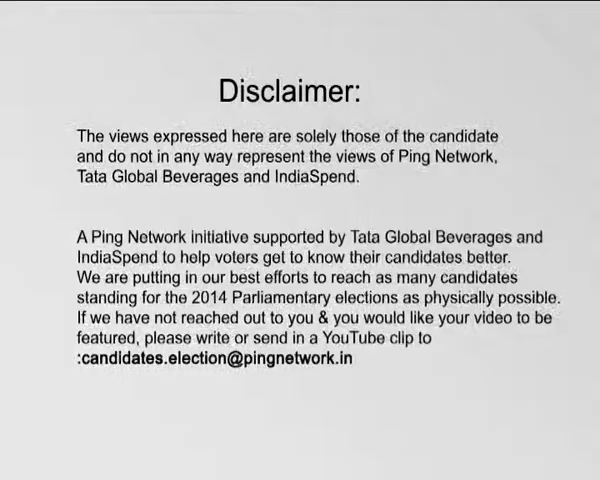 Disclaimer:
The views expressed here are solely those of the candidate
and do not in any way represent the views of Ping Network,
Tata Global Beverages and IndiaSpend.
A Ping Network initiative supported by Tata Global Beverages and
IndiaSpend to help voters get to know their candidates better.
We are putting in our best efforts to reach as many candidates
standing for the 2014 Parliamentary elections as physically possible.
If we have not reached out to you & you would like your video to be
featured, please write or send in a YouTube clip to
:candidates.election@pingnetwork.in